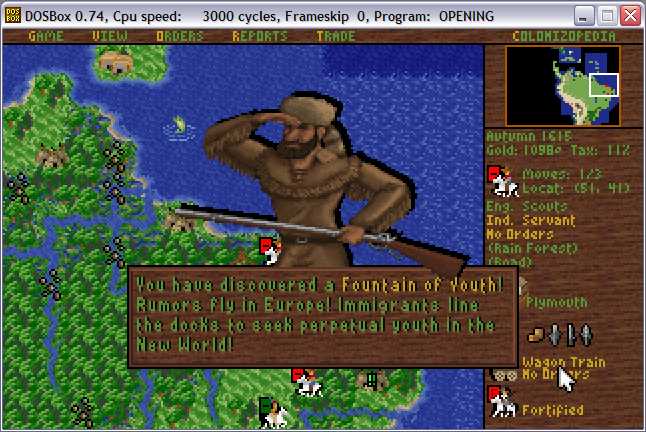 DOSBox 0.74, Cpu speed: 3000 cycles, Frameskip 0, Program: OPENING
DOS
BOX
GAME VIEW ORDERS REPORTS TRADE COLONIZOPEDIA
Autumn 1615
Gold: 1098 Tax: 11%
Moves: 1/3
Locat: (51, 41)
Eng. Scouts
Ind. Servant
No Orders
(Rain Forest)
(Road)
Plymouth
Wagon Train
No Orders
Fortified
You have discovered a Fountain of Youth!
Rumors fly in Europe! Immigrants line
the docks to seek perpetual youth in the
New World!